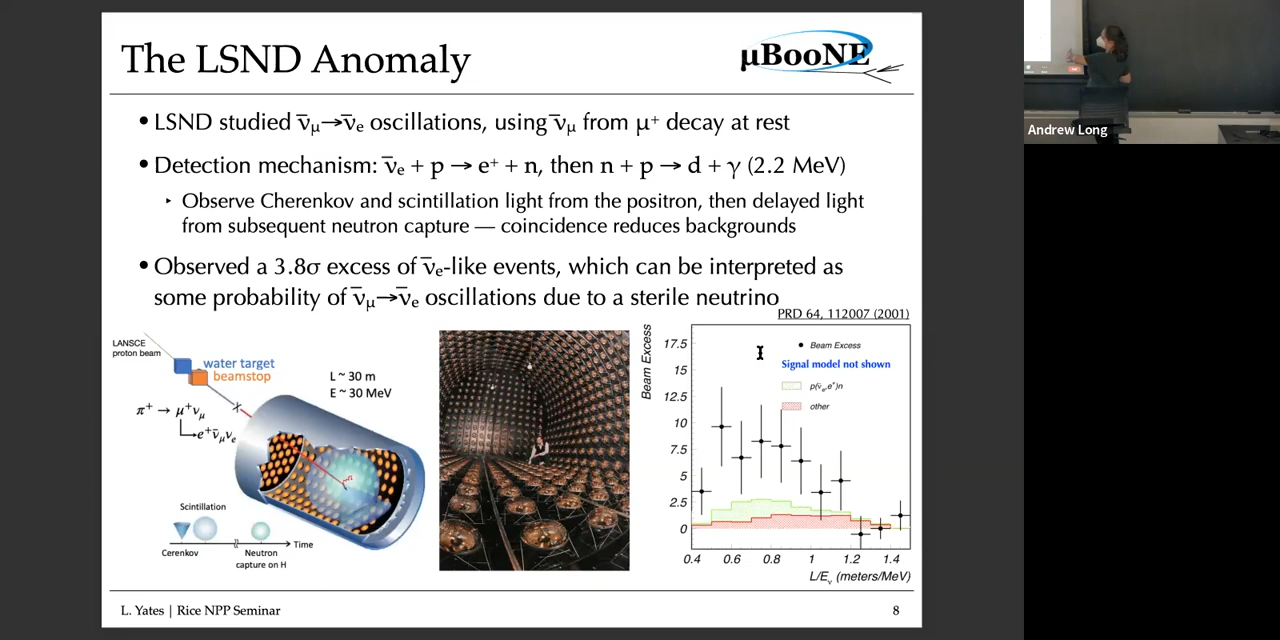 The LSND Anomaly
μBooNE
• LSND studied ν̅μ→ν̅e oscillations, using ν̅μ from μ+ decay at rest
• Detection mechanism: ν̅e + p → e+ + n, then n + p → d + γ (2.2 MeV)
‣ Observe Cherenkov and scintillation light from the positron, then delayed light
from subsequent neutron capture — coincidence reduces backgrounds
• Observed a 3.8σ excess of ν̅e-like events, which can be interpreted as
some probability of ν̅μ→ν̅e oscillations due to a sterile neutrino
PRD 64, 112007 (2001)
LANSCE
proton beam
water target
beamstop
L ~ 30 m
E ~ 30 MeV
π+ → μ+νμ
e+ν̅μνe
n
Scintillation
Cerenkov
Neutron
capture on H
Time
Beam Excess
17.5
15
12.5
10
7.5
5
2.5
0
Beam Excess
Signal model not shown
p(ν̅e,e+)n
other
0.4 0.6 0.8 1 1.2 1.4
L/Eν (meters/MeV)
L. Yates | Rice NPP Seminar
8
Andrew Long